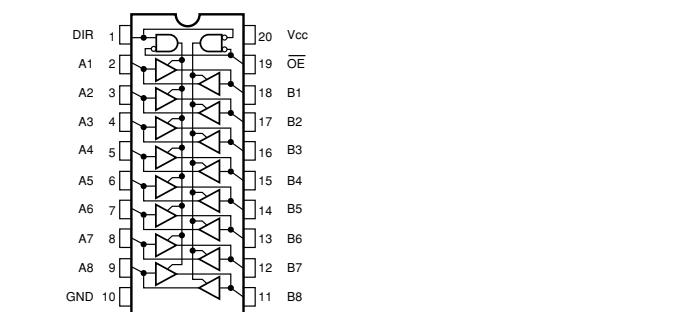 DIR 1 20 Vcc
A1 2 19 OE
A2 3 18 B1
A3 4 17 B2
A4 5 16 B3
A5 6 15 B4
A6 7 14 B5
A7 8 13 B6
A8 9 12 B7
GND 10 11 B8